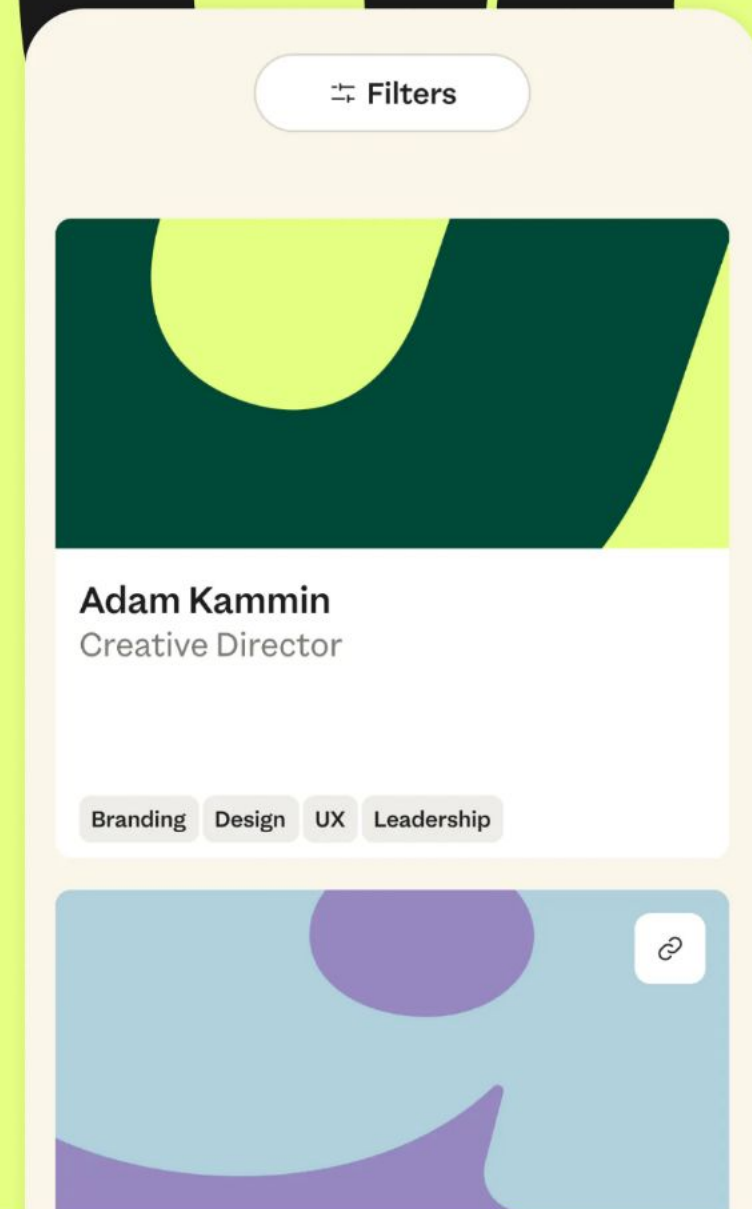 Filters
Adam Kammin
Creative Director
Branding Design UX Leadership